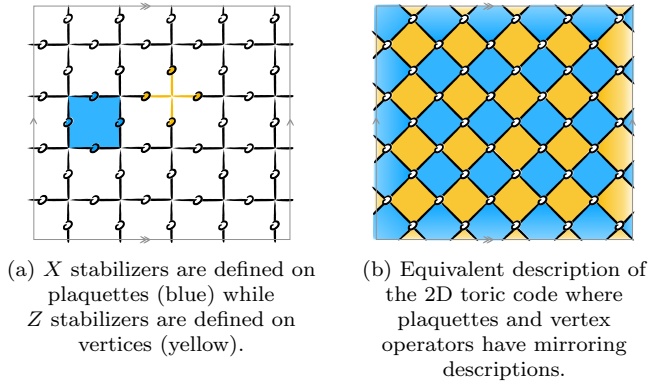 (a) X stabilizers are defined on
plaquettes (blue) while
Z stabilizers are defined on
vertices (yellow).
(b) Equivalent description of
the 2D toric code where
plaquettes and vertex
operators have mirroring
descriptions.